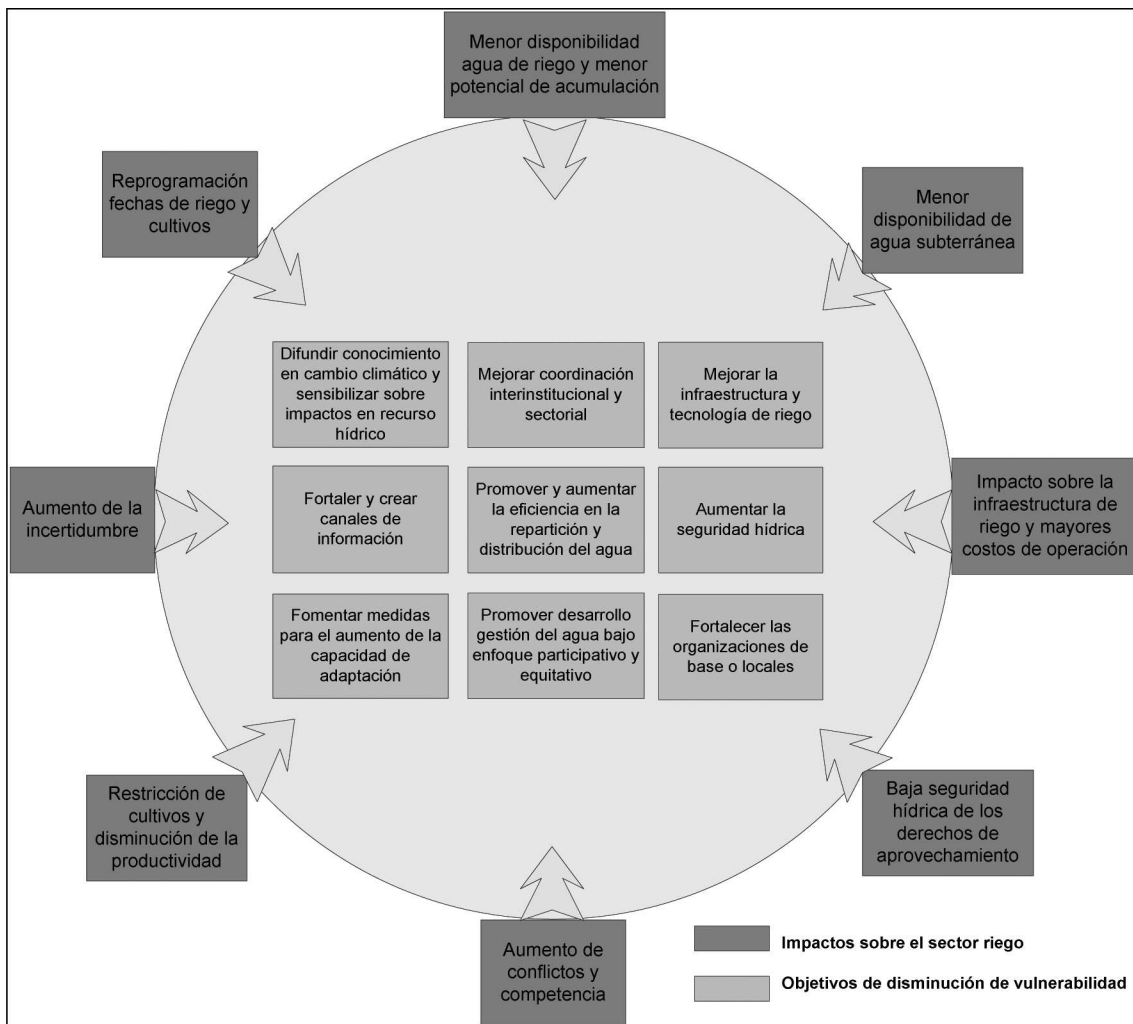 Menor disponibilidad
agua de riego y menor
potencial de acumulación
Reprogramación
fechas de riego y
cultivos
Menor
disponibilidad de
agua subterránea
Difundir conocimiento
en cambio climático y
sensibilizar sobre
impactos en recurso
hídrico
Mejorar coordinación
interinstitucional y
sectorial
Mejorar la
infraestructura y
tecnología de riego
Aumento de la
incertidumbre
Fortaler y crear
canales de
información
Promover y aumentar
la eficiencia en la
repartición y
distribución del agua
Aumentar la
seguridad hídrica
Impacto sobre la
infraestructura de
riego y mayores
costos de operación
Fomentar medidas
para el aumento de la
capacidad de
adaptación
Promover desarrollo
gestión del agua bajo
enfoque participativo y
equitativo
Fortalecer las
organizaciones de
base o locales
Restricción de
cultivos y
disminución de la
productividad
Baja seguridad
hídrica de los
derechos de
aprovechamiento
Aumento de
conflictos y
competencia
Impactos sobre el sector riego
Objetivos de disminución de vulnerabilidad